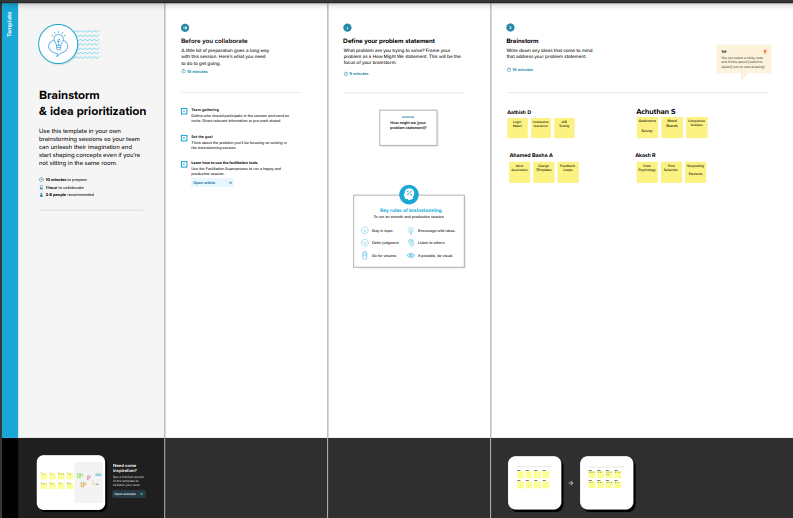 Template
Brainstorm
& idea prioritization
Use this template in your own
brainstorming sessions so your team
can unleash their imagination and
start shaping concepts even if you're
not sitting in the same room.
10 minutes to prepare
1 hour to collaborate
2-8 people recommended
Before you collaborate
A little bit of preparation goes a long way
with this session. Here's what you need
to do to get going.
10 minutes
Team gathering
Define who should participate in the session and send an
invite. Share relevant information or pre-work ahead.
Set the goal
Think about the problem you'll be focusing on solving in
the brainstorming session.
Learn how to use the facilitation tools
Use the Facilitation Superpowers to run a happy and
productive session.
Open article
1
Define your problem statement
What problem are you trying to solve? Frame your
problem as a How Might We statement. This will be the
focus of your brainstorm.
5 minutes
PROBLEM
How might we [your
problem statement]?
Key rules of brainstorming
To run an smooth and productive session
Stay in topic.
Encourage wild ideas.
Defer judgment.
Listen to others.
Go for volume.
If possible, be visual.
2
Brainstorm
Write down any ideas that come to mind
that address your problem statement.
10 minutes
TIP
You can select a sticky note
and hit the pencil [switch to
sketch] icon to start drawing!
Aathish D
Logo
A/B
Testing
Achuthan S
Audience
Survey
Mood
Boards
Competitive
Analysis
Ahamed Basha A
Word
Association
Design
Templates
Feedback
Loops
Akash R
Color
Psychology
Font
Selection
Storytelling
Elements
Need some
inspiration?
See a finished version
of this template to
kickstart your work.
Open example